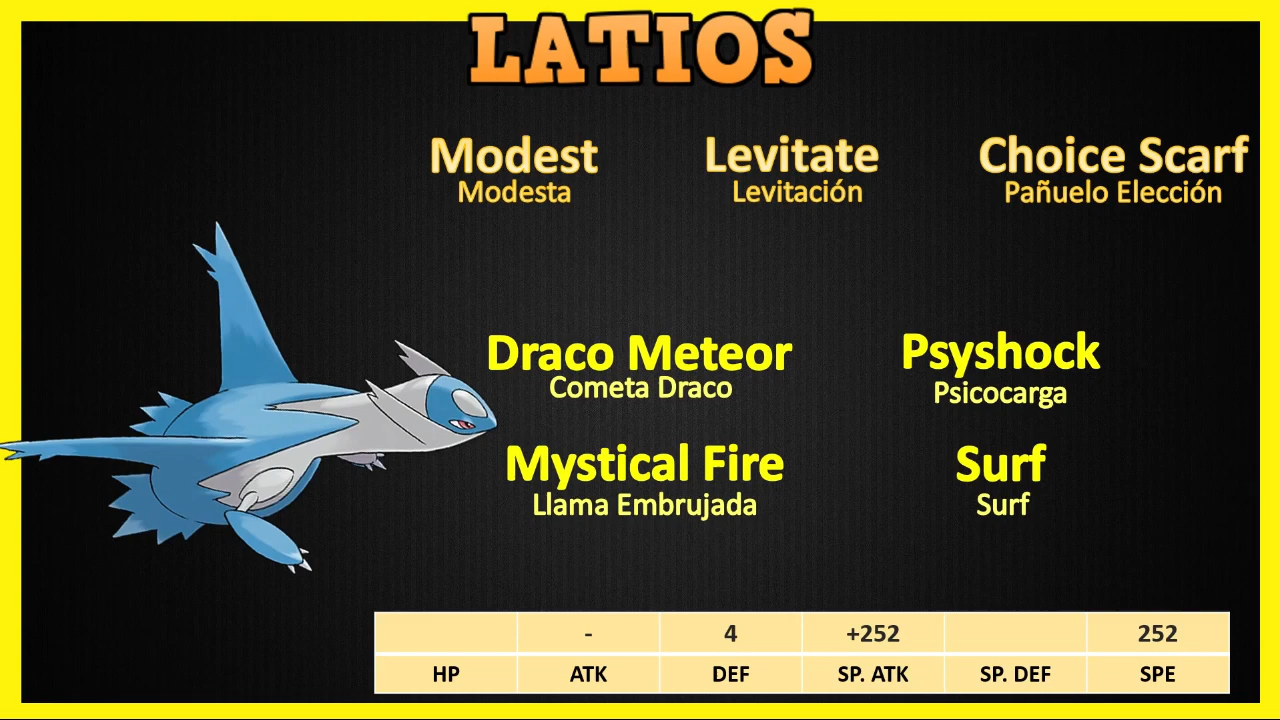 LATIOS
Modest Levitate Choice Scarf
Modesta Levitación Pañuelo Elección
Draco Meteor Psyshock
Cometa Draco Psicocarga
Mystical Fire Surf
Llama Embrujada Surf
- 4 +252 252
HP ATK DEF SP. ATK SP. DEF SPE